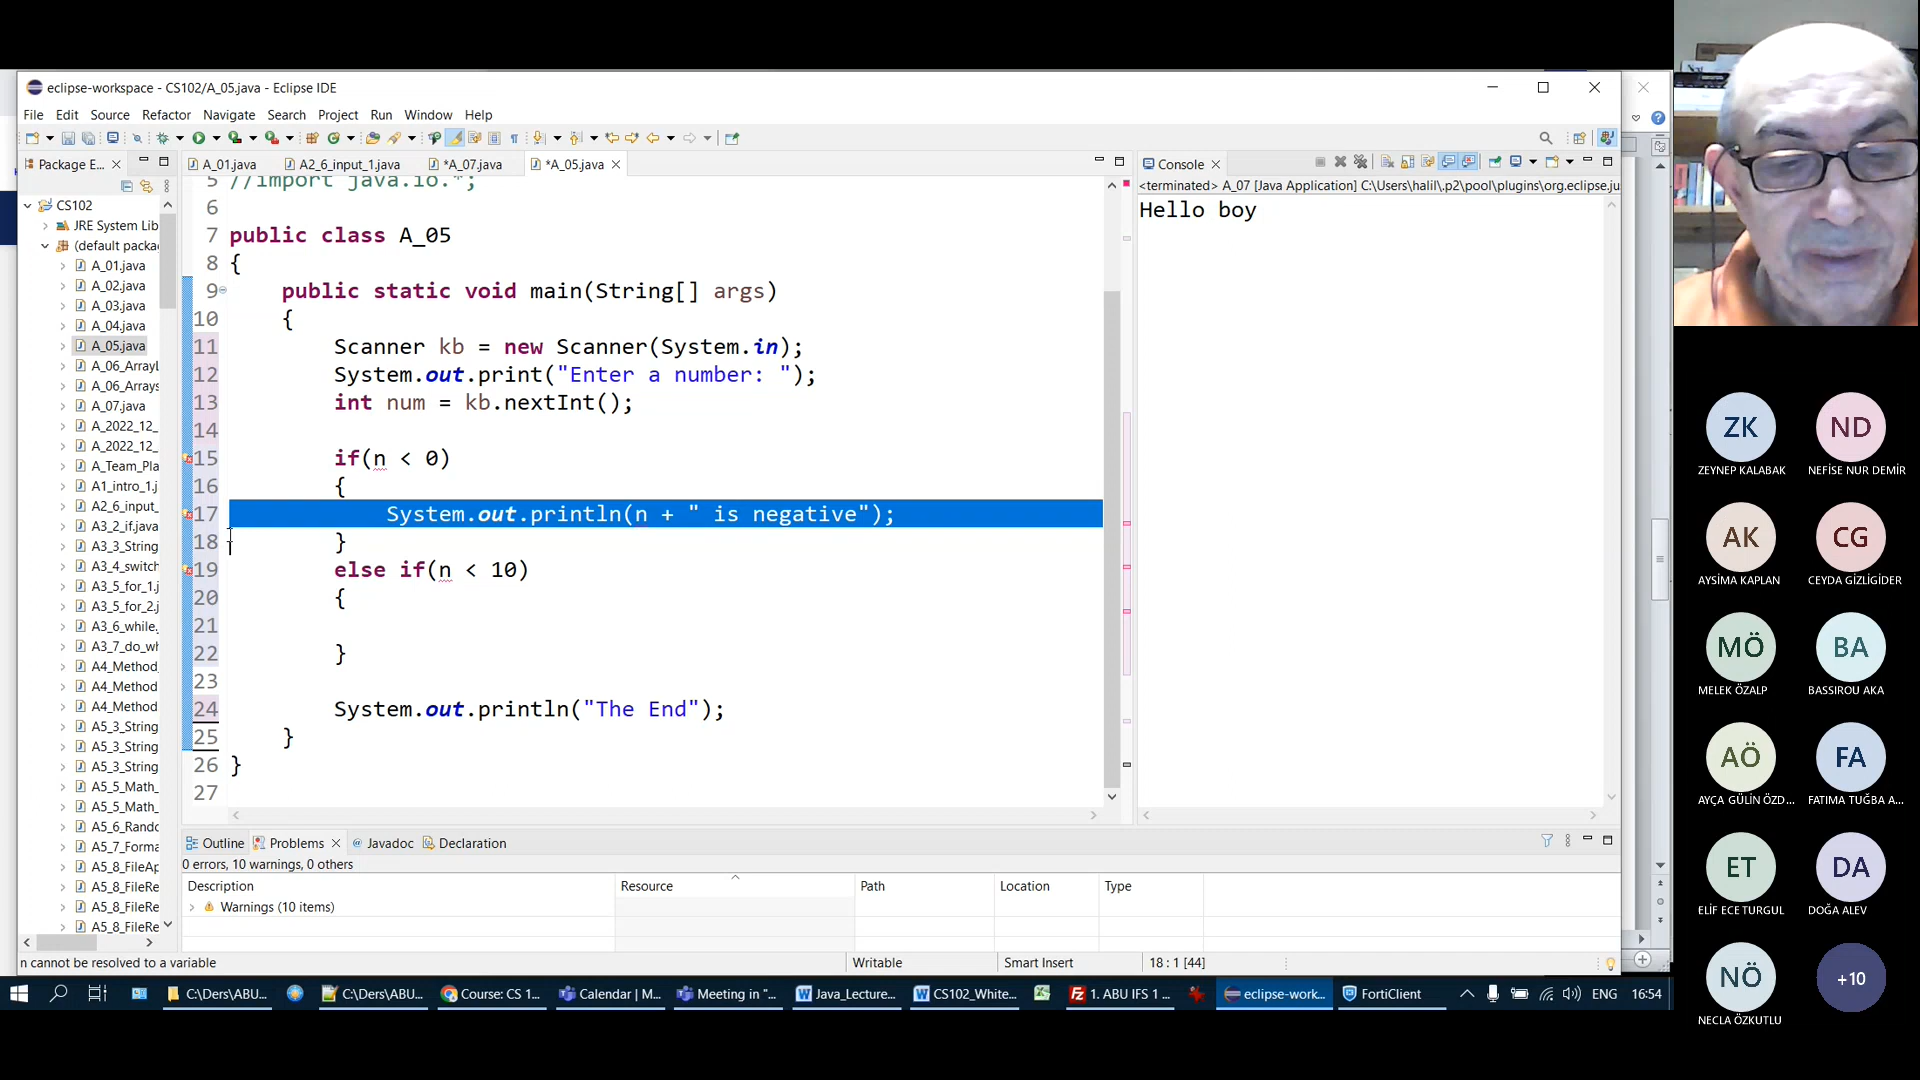 eclipse-workspace - CS102/A_05.java - Eclipse IDE
File Edit Source Refactor Navigate Search Project Run Window Help
Package E...
A_01.java
A2_6_input_1.java
*A_07.java
*A_05.java
CS102
JRE System Lib
(default packa
A_01.java
A_02.java
A_03.java
A_04.java
A_05.java
A_06_ArrayL
A_06_Arrays
A_07.java
A_2022_12_
A_2022_12_
A_Team_Pla
A1_intro_1.j
A2_6_input_
A3_2_if.java
A3_3_String
A3_4_switch
A3_5_for_1.j
A3_5_for_2.j
A3_6_while.
A3_7_do_wh
A4_Method_
A4_Method
A4_Method
A5_3_String
A5_3_String
A5_3_String
A5_5_Math_
A5_5_Math_
A5_6_Rando
A5_7_Forma
A5_8_FileAp
A5_8_FileRe
A5_8_FileRe
A5_8_FileRe
5 //import java.io.*;
6
7 public class A_05
8 {
9 public static void main(String[] args)
10 {
11 Scanner kb = new Scanner(System.in);
12 System.out.print("Enter a number: ");
13 int num = kb.nextInt();
14
15 if(n < 0)
16 {
17 System.out.println(n + " is negative");
18 }
19 else if(n < 10)
20 {
21
22 }
23
24 System.out.println("The End");
25 }
26 }
27
Console
<terminated> A_07 [Java Application] C:\Users\halil\.p2\pool\plugins\org.eclipse.ju
Hello boy
Outline Problems @ Javadoc Declaration
0 errors, 10 warnings, 0 others
Description Resource Path Location Type
Warnings (10 items)
n cannot be resolved to a variable
Writable
Smart Insert
18 : 1 [44]
C:\Ders\ABU...
C:\Ders\ABU...
Course: CS 1...
Calendar | M...
Meeting in "...
Java_Lecture...
CS102_White...
1. ABU IFS 1 ...
eclipse-work...
FortiClient
ENG
16:54
ZK
ZEYNEP KALABAK
ND
NEFİSE NUR DEMİR
AK
AYSİMA KAPLAN
CG
CEYDA GİZLİGİDER
MÖ
MELEK ÖZALP
BA
BASSIROU AKA
AÖ
AYÇA GÜLİN ÖZD...
FA
FATIMA TUĞBA A...
ET
ELİF ECE TURGUL
DA
DOĞA ALEV
NÖ
NECLA ÖZKUTLU
+10